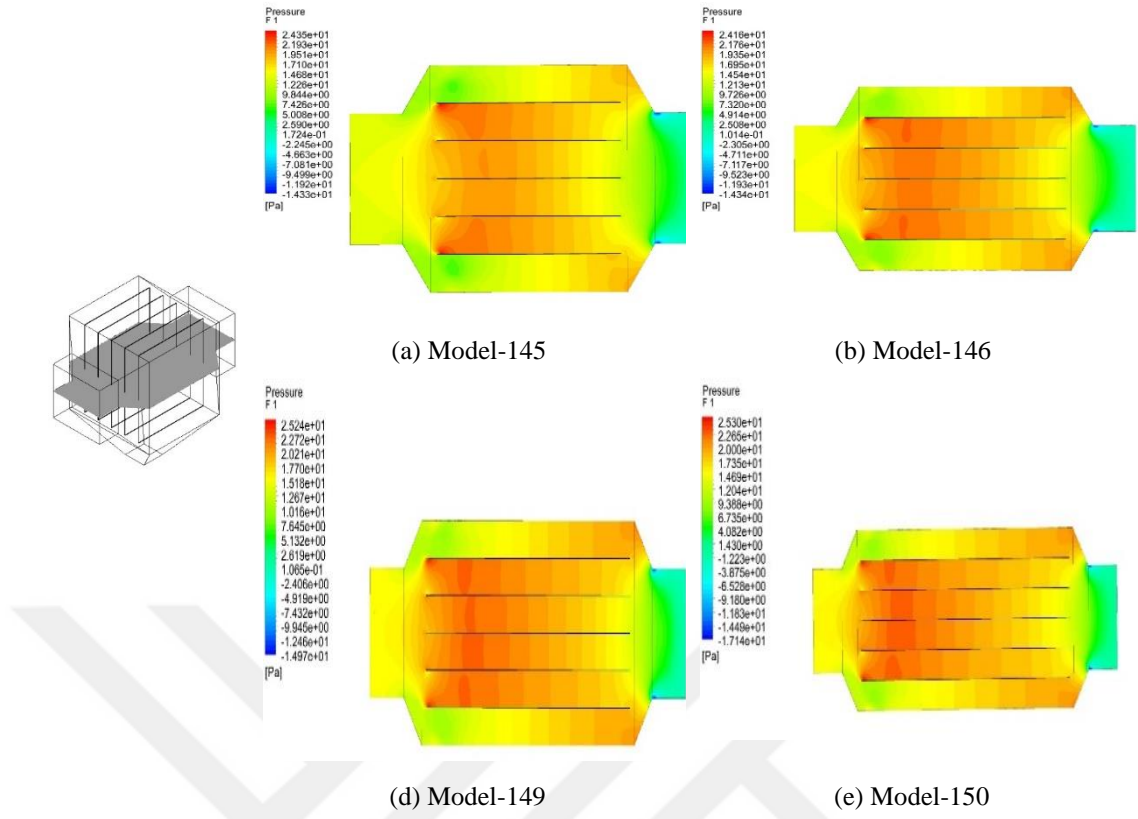 Pressure
F 1
2.435e+01
2.193e+01
1.951e+01
1.710e+01
1.468e+01
1.226e+01
9.844e+00
7.426e+00
5.008e+00
2.590e+00
1.724e-01
-2.245e+00
-4.663e+00
-7.081e+00
-9.499e+00
-1.192e+01
-1.433e+01
[Pa]
(a) Model-145
Pressure
F 1
2.416e+01
2.176e+01
1.935e+01
1.695e+01
1.454e+01
1.213e+01
9.726e+00
7.320e+00
4.914e+00
2.508e+00
1.014e-01
-2.305e+00
-4.711e+00
-7.117e+00
-9.523e+00
-1.193e+01
-1.434e+01
[Pa]
(b) Model-146
Pressure
F 1
2.524e+01
2.272e+01
2.021e+01
1.770e+01
1.518e+01
1.267e+01
1.016e+01
7.645e+00
5.132e+00
2.619e+00
1.065e-01
-2.406e+00
-4.919e+00
-7.432e+00
-9.945e+00
-1.246e+01
-1.497e+01
[Pa]
(d) Model-149
Pressure
F 1
2.530e+01
2.265e+01
2.000e+01
1.735e+01
1.469e+01
1.204e+01
9.388e+00
6.735e+00
4.082e+00
1.430e+00
-1.223e+00
-3.875e+00
-6.528e+00
-9.180e+00
-1.183e+01
-1.449e+01
-1.714e+01
[Pa]
(e) Model-150